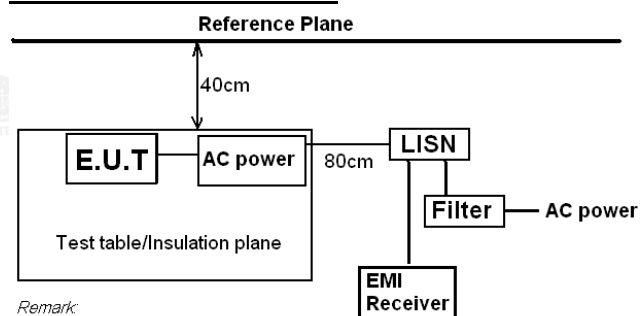 Reference Plane
40cm
E.U.T
AC power
80cm
LISN
Filter
AC power
Test table/Insulation plane
EMI
Receiver
Remark: